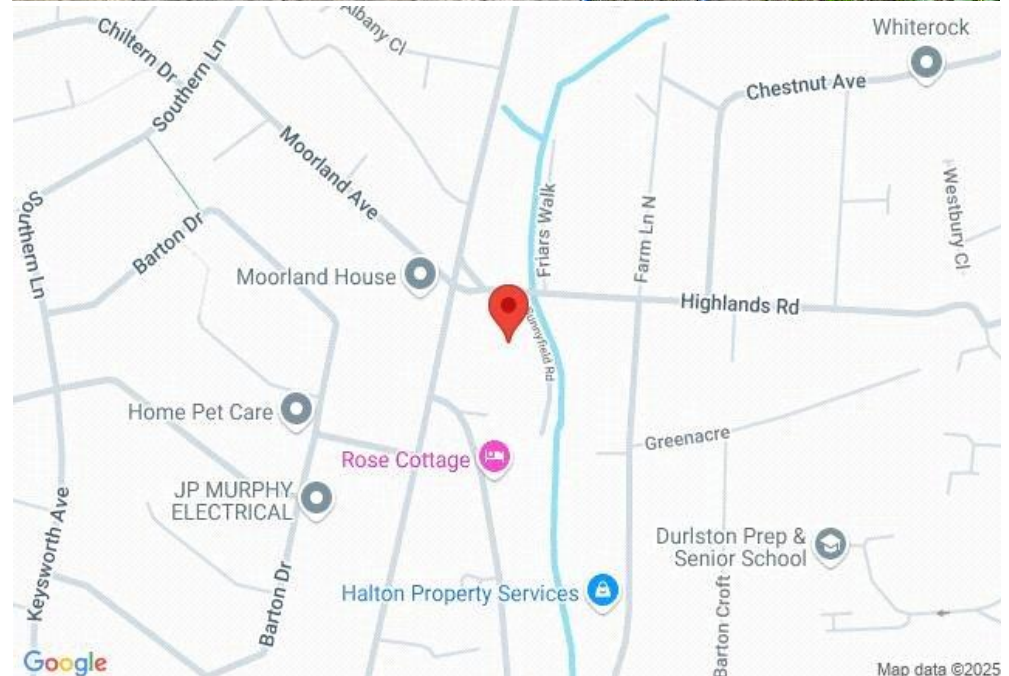 Albany Cl
Whiterock
Chiltern Dr
Southern Ln
Chestnut Ave
Moorland Ave
Friars Walk
Farm Ln N
Westbury Cl
Southern Ln
Barton Dr
Moorland House
Highlands Rd
Sunnyfield Rd
Home Pet Care
Greenacre
Rose Cottage
JP MURPHY
ELECTRICAL
Keysworth Ave
Durlston Prep &
Senior School
Barton Dr
Halton Property Services
Barton Croft
Google
Map data ©2025